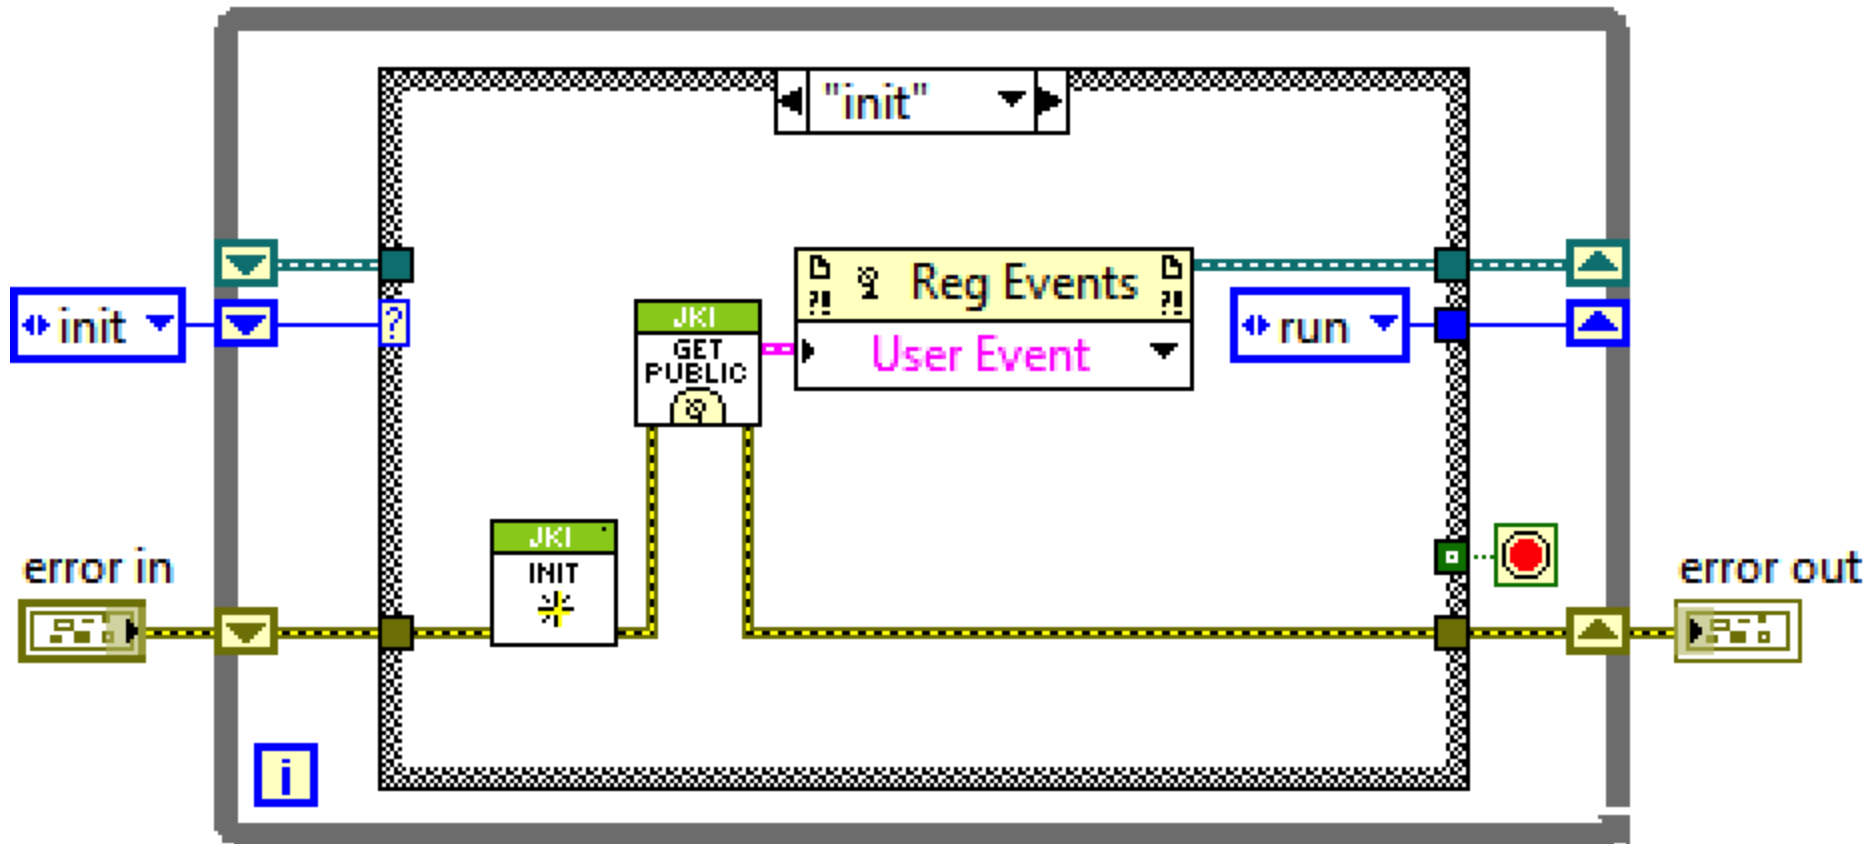 "init"
init
?
Reg Events
?!
?!
JKI
GET
PUBLIC
User Event
run
JKI
INIT
error in
error out
i